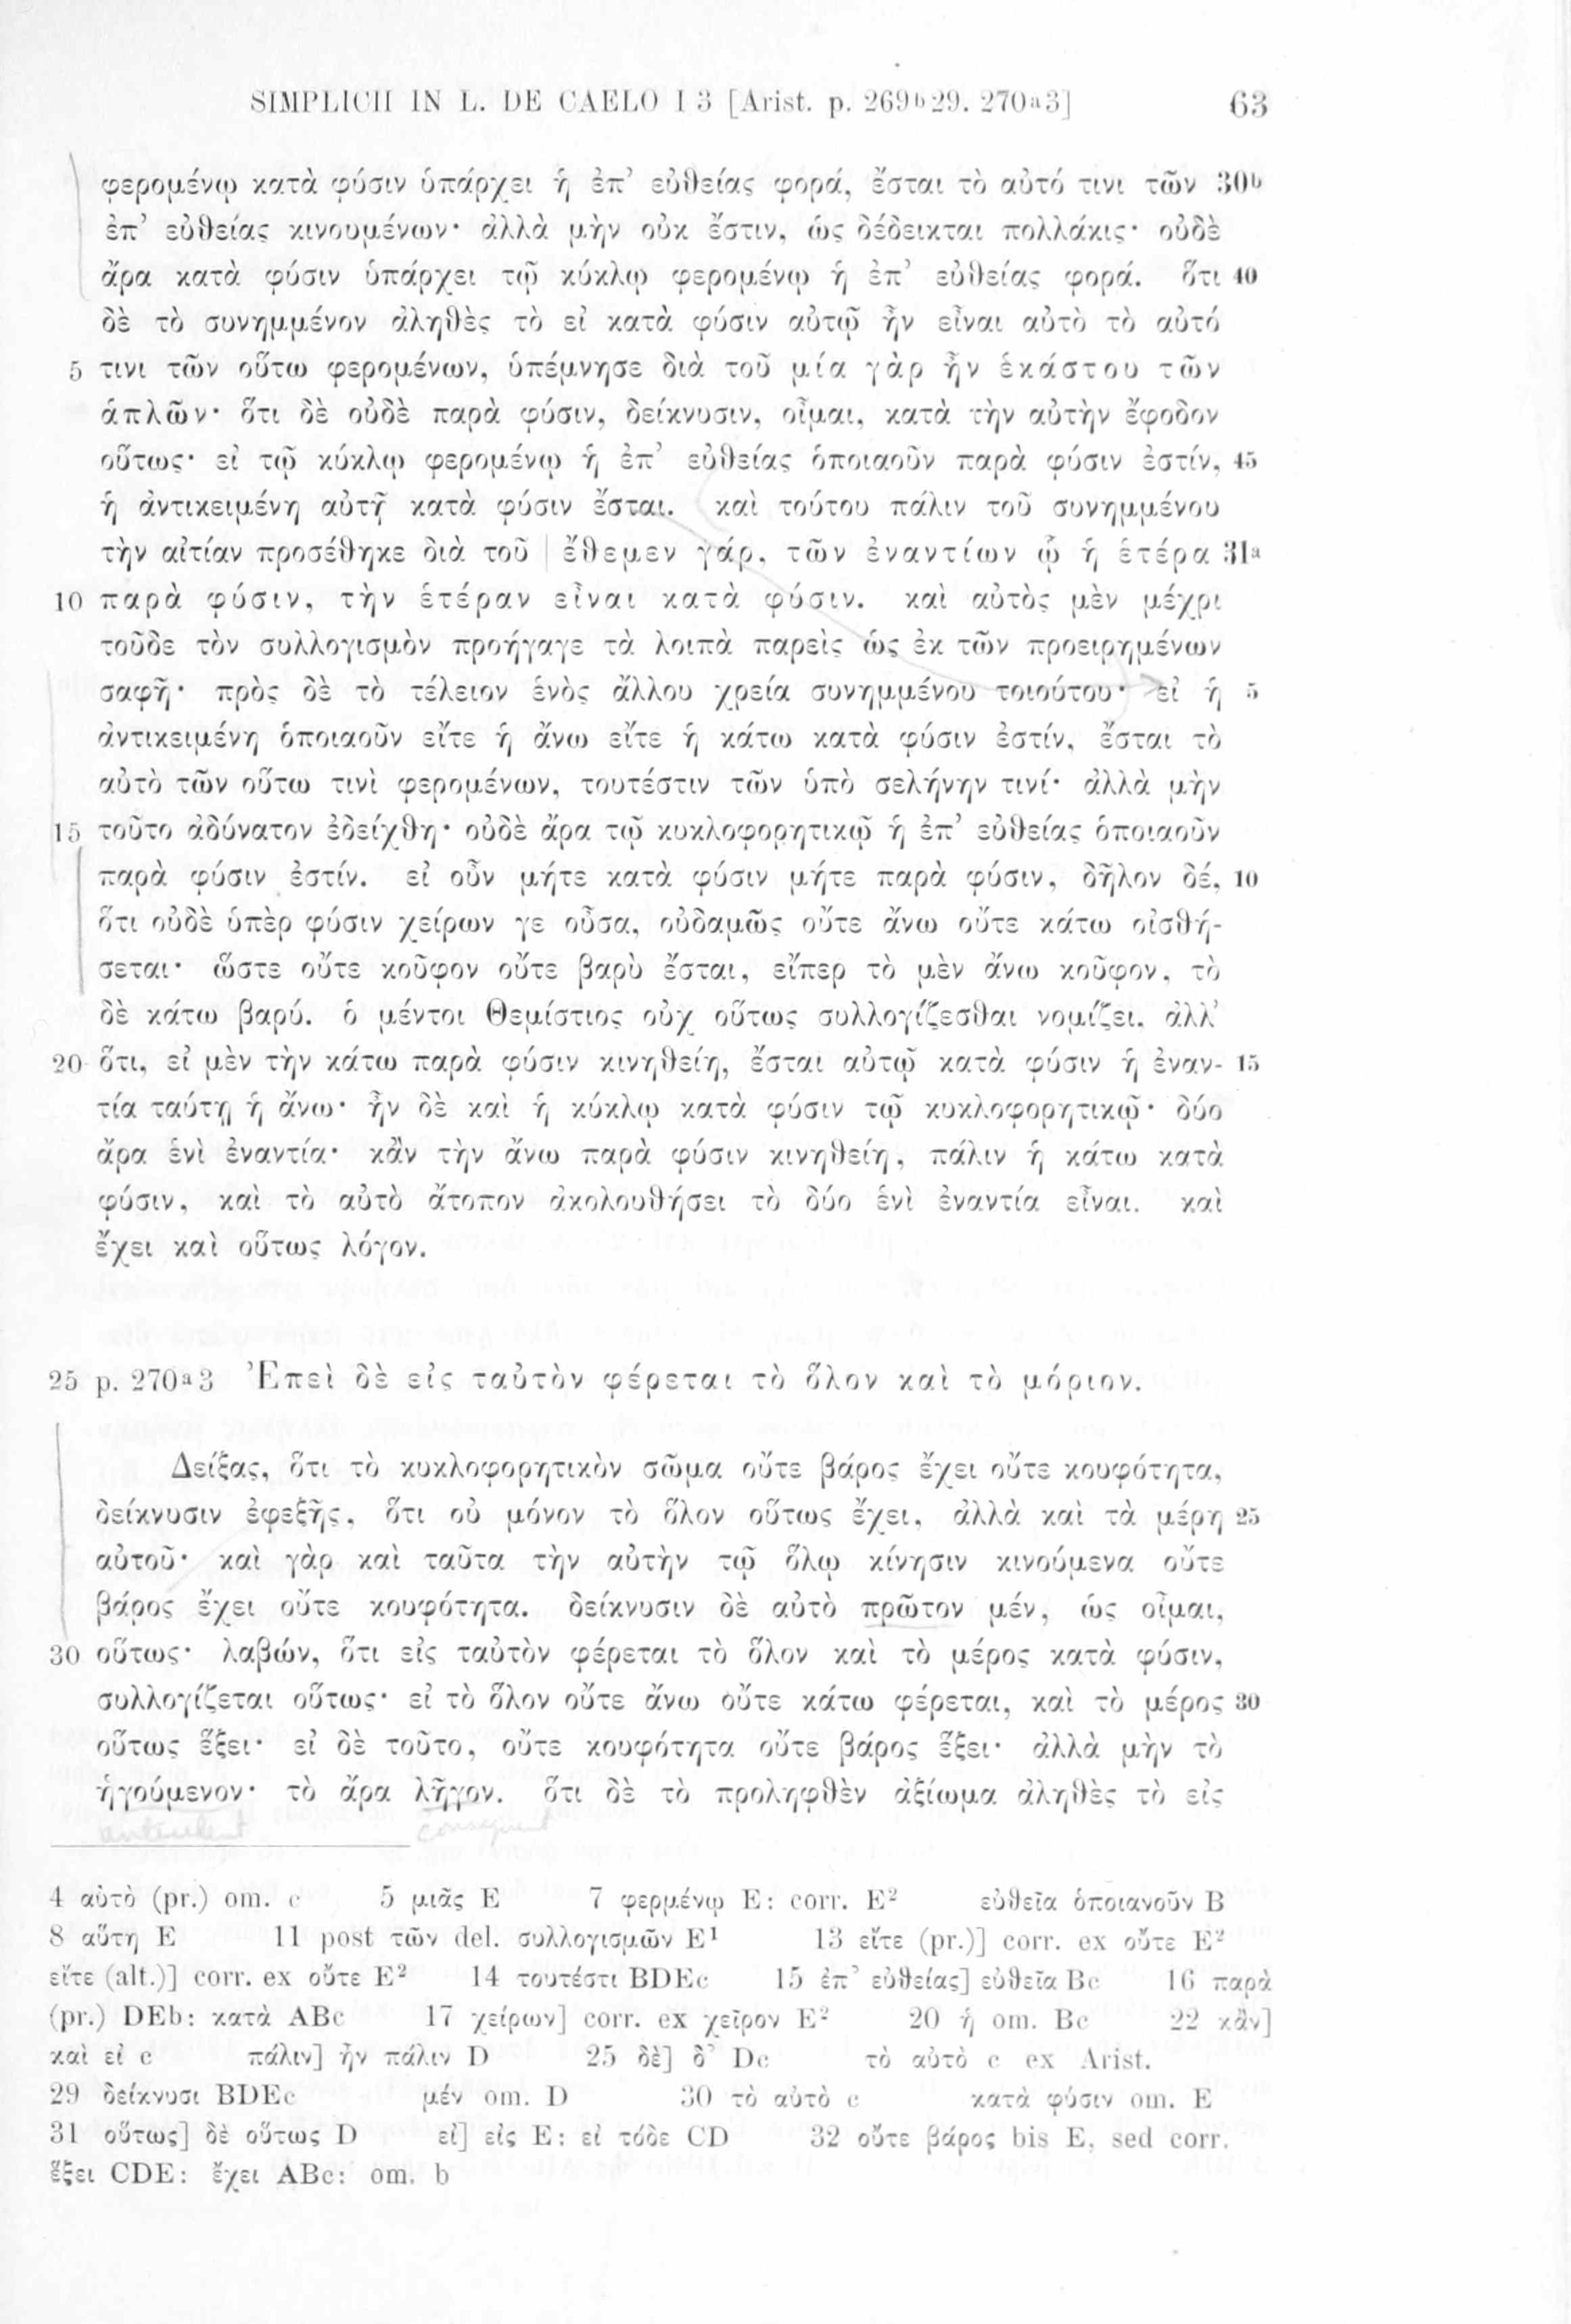 SIMPLICII IN L. DE CAELO I 3 [Arist. p. 269b29. 270a3] 63
φερομένῳ κατὰ φύσιν ὑπάρχει ἡ ἐπ’ εὐθείας φορά, ἔσται τὸ αὐτό τινι τῶν 30b
ἐπ’ εὐθείας κινουμένων· ἀλλὰ μὴν οὐκ ἔστιν, ὡς δέδεικται πολλάκις· οὐδὲ
ἄρα κατὰ φύσιν ὑπάρχει τῷ κύκλῳ φερομένῳ ἡ ἐπ’ εὐθείας φορά. ὅτι 40
δὲ τὸ συνημμένον ἀληθὲς τὸ εἰ κατὰ φύσιν αὐτῷ ἦν εἶναι αὐτὸ τὸ αὐτό
5 τινι τῶν οὕτω φερομένων, ὑπέμνησε διὰ τοῦ μία γὰρ ἦν ἑκάστου τῶν
ἁπλῶν· ὅτι δὲ οὐδὲ παρὰ φύσιν, δείκνυσιν, οἶμαι, κατὰ τὴν αὐτὴν ἔφοδον
οὕτως· εἰ τῷ κύκλῳ φερομένῳ ἡ ἐπ’ εὐθείας ὁποιαοῦν παρὰ φύσιν ἐστίν, 45
ἡ ἀντικειμένη αὐτῇ κατὰ φύσιν ἔσται. καὶ τούτου πάλιν τοῦ συνημμένου
τὴν αἰτίαν προσέθηκε διὰ τοῦ | ἔθεμεν γάρ, τῶν ἐναντίων ᾧ ἡ ἑτέρα 31a
10 παρὰ φύσιν, τὴν ἑτέραν εἶναι κατὰ φύσιν. καὶ αὐτὸς μὲν μέχρι
τοῦδε τὸν συλλογισμὸν προήγαγε τὰ λοιπὰ παρεὶς ὡς ἐκ τῶν προειρημένων
σαφῆ· πρὸς δὲ τὸ τέλειον ἑνὸς ἄλλου χρεία συνημμένου τοιούτου· εἰ ἡ 5
ἀντικειμένη ὁποιαοῦν εἴτε ἡ ἄνω εἴτε ἡ κάτω κατὰ φύσιν ἐστίν, ἔσται τὸ
αὐτὸ τῶν οὕτω τινὶ φερομένων, τουτέστιν τῶν ὑπὸ σελήνην τινί· ἀλλὰ μὴν
15 τοῦτο ἀδύνατον ἐδείχθη· οὐδὲ ἄρα τῷ κυκλοφορητικῷ ἡ ἐπ’ εὐθείας ὁποιαοῦν
παρὰ φύσιν ἐστίν. εἰ οὖν μήτε κατὰ φύσιν μήτε παρὰ φύσιν, δῆλον δέ, 10
ὅτι οὐδὲ ὑπὲρ φύσιν χείρων γε οὖσα, οὐδαμῶς οὔτε ἄνω οὔτε κάτω οἰσθή-
σεται· ὥστε οὔτε κοῦφον οὔτε βαρὺ ἔσται, εἴπερ τὸ μὲν ἄνω κοῦφον, τὸ
δὲ κάτω βαρύ. ὁ μέντοι Θεμίστιος οὐχ οὕτως συλλογίζεσθαι νομίζει, ἀλλ’
20 ὅτι, εἰ μὲν τὴν κάτω παρὰ φύσιν κινηθείη, ἔσται αὐτῷ κατὰ φύσιν ἡ ἐναν- 15
τία ταύτῃ ἡ ἄνω· ἦν δὲ καὶ ἡ κύκλῳ κατὰ φύσιν τῷ κυκλοφορητικῷ· δύο
ἄρα ἑνὶ ἐναντία· κἂν τὴν ἄνω παρὰ φύσιν κινηθείη, πάλιν ἡ κάτω κατὰ
φύσιν, καὶ τὸ αὐτὸ ἄτοπον ἀκολουθήσει τὸ δύο ἑνὶ ἐναντία εἶναι. καὶ
ἔχει καὶ οὕτως λόγον.
25 p. 270a3 Ἐπεὶ δὲ εἰς ταὐτὸν φέρεται τὸ ὅλον καὶ τὸ μόριον.
Δείξας, ὅτι τὸ κυκλοφορητικὸν σῶμα οὔτε βάρος ἔχει οὔτε κουφότητα,
δείκνυσιν ἐφεξῆς, ὅτι οὐ μόνον τὸ ὅλον οὕτως ἔχει, ἀλλὰ καὶ τὰ μέρη 25
αὐτοῦ· καὶ γὰρ καὶ ταῦτα τὴν αὐτὴν τῷ ὅλῳ κίνησιν κινούμενα οὔτε
βάρος ἔχει οὔτε κουφότητα. δείκνυσιν δὲ αὐτὸ πρῶτον μέν, ὡς οἶμαι,
30 οὕτως· λαβών, ὅτι εἰς ταὐτὸν φέρεται τὸ ὅλον καὶ τὸ μέρος κατὰ φύσιν,
συλλογίζεται οὕτως· εἰ τὸ ὅλον οὔτε ἄνω οὔτε κάτω φέρεται, καὶ τὸ μέρος 30
οὕτως ἕξει· εἰ δὲ τοῦτο, οὔτε κουφότητα οὔτε βάρος ἕξει· ἀλλὰ μὴν τὸ
ἡγούμενον· τὸ ἄρα λῆγον. ὅτι δὲ τὸ προληφθὲν ἀξίωμα ἀληθὲς τὸ εἰς
antecedent consequent
4 αὐτὸ (pr.) om. c 5 μιᾶς E 7 φερμένῳ E: corr. E² εὐθεῖα ὁποιανοῦν B
8 αὕτη E 11 post τῶν del. συλλογισμῶν E¹ 13 εἴτε (pr.)] corr. ex οὔτε E²
εἴτε (alt.)] corr. ex οὔτε E² 14 τουτέστι BDEc 15 ἐπ’ εὐθείας] εὐθεῖα Bc 16 παρὰ
(pr.) DEb: κατὰ ABc 17 χείρων] corr. ex χεῖρον E² 20 ἡ om. Bc 22 κἂν]
καὶ εἰ c πάλιν] ἦν πάλιν D 25 δὲ] δ’ Dc τὸ αὐτὸ c ex Arist.
29 δείκνυσι BDEc μέν om. D 30 τὸ αὐτὸ c κατὰ φύσιν om. E
31 οὕτως] δὲ οὕτως D εἰ] εἰς E: εἰ τόδε CD 32 οὔτε βάρος bis E, sed corr.
ἕξει CDE: ἔχει ABc: om. b